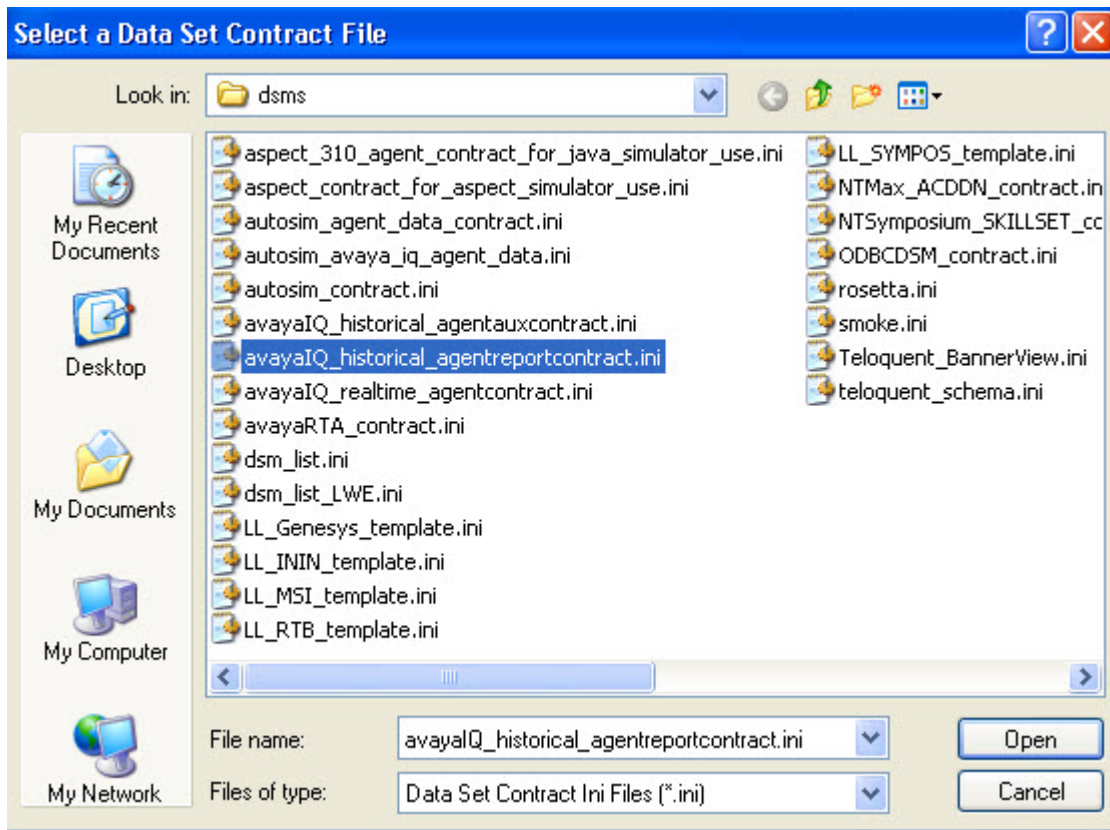 Select a Data Set Contract File
Look in:
dsms
My Recent
Documents
Desktop
My Documents
My Computer
My Network
aspect_310_agent_contract_for_java_simulator_use.ini
aspect_contract_for_aspect_simulator_use.ini
autosim_agent_data_contract.ini
autosim_avaya_iq_agent_data.ini
autosim_contract.ini
avayaIQ_historical_agentauxcontract.ini
avayaIQ_historical_agentreportcontract.ini
avayaIQ_realtime_agentcontract.ini
avayaRTA_contract.ini
dsm_list.ini
dsm_list_LWE.ini
LL_Genesys_template.ini
LL_ININ_template.ini
LL_MSI_template.ini
LL_RTB_template.ini
LL_SYMPOS_template.ini
NTMax_ACDDN_contract.in
NTSymposium_SKILLSET_cc
ODBCDSM_contract.ini
rosetta.ini
smoke.ini
Teloquent_BannerView.ini
teloquent_schema.ini
File name:
avayaIQ_historical_agentreportcontract.ini
Open
Files of type:
Data Set Contract Ini Files (*.ini)
Cancel